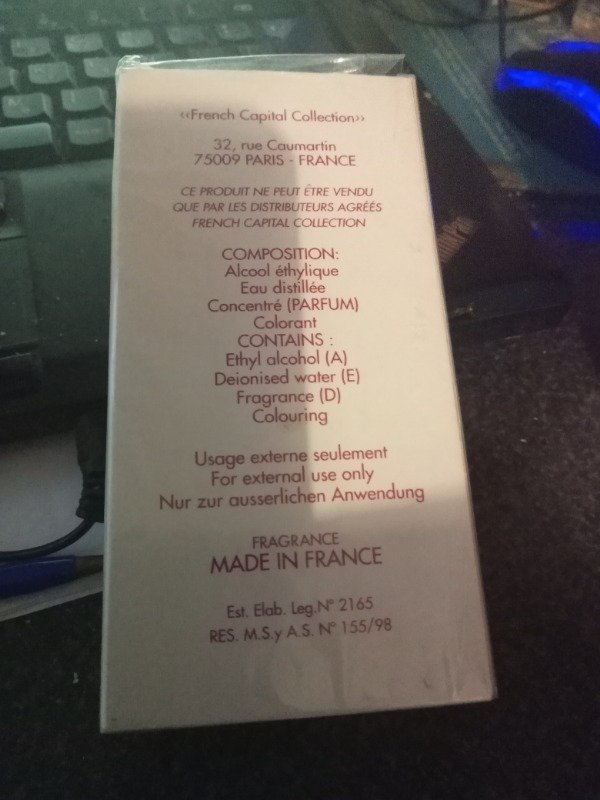 ‹‹French Capital Collection››
32, rue Caumartin
75009 PARIS - FRANCE
CE PRODUIT NE PEUT ÊTRE VENDU
QUE PAR LES DISTRIBUTEURS AGRÉÉS
FRENCH CAPITAL COLLECTION
COMPOSITION:
Alcool éthylique
Eau distillée
Concentré (PARFUM)
Colorant
CONTAINS :
Ethyl alcohol (A)
Deionised water (E)
Fragrance (D)
Colouring
Usage externe seulement
For external use only
Nur zur ausserlichen Anwendung
FRAGRANCE
MADE IN FRANCE
Est. Elab. Leg.Nº 2165
RES. M.S.y A.S. Nº 155/98